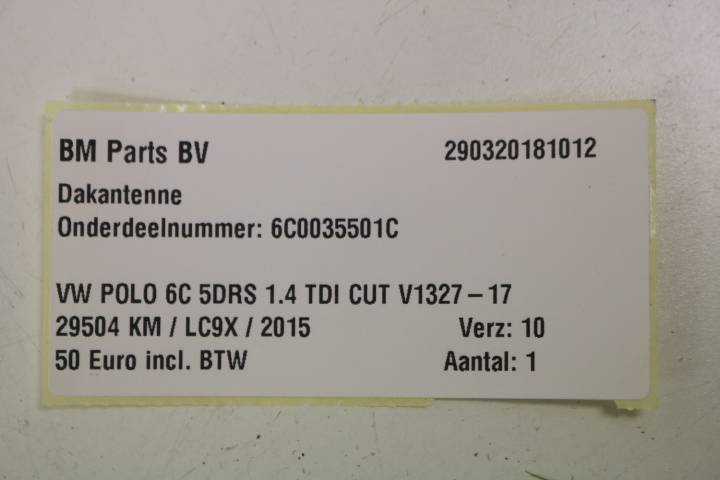 BM Parts BV 290320181012
Dakantenne
Onderdeelnummer: 6C0035501C
VW POLO 6C 5DRS 1.4 TDI CUT V1327 – 17
29504 KM / LC9X / 2015 Verz: 10
50 Euro incl. BTW Aantal: 1